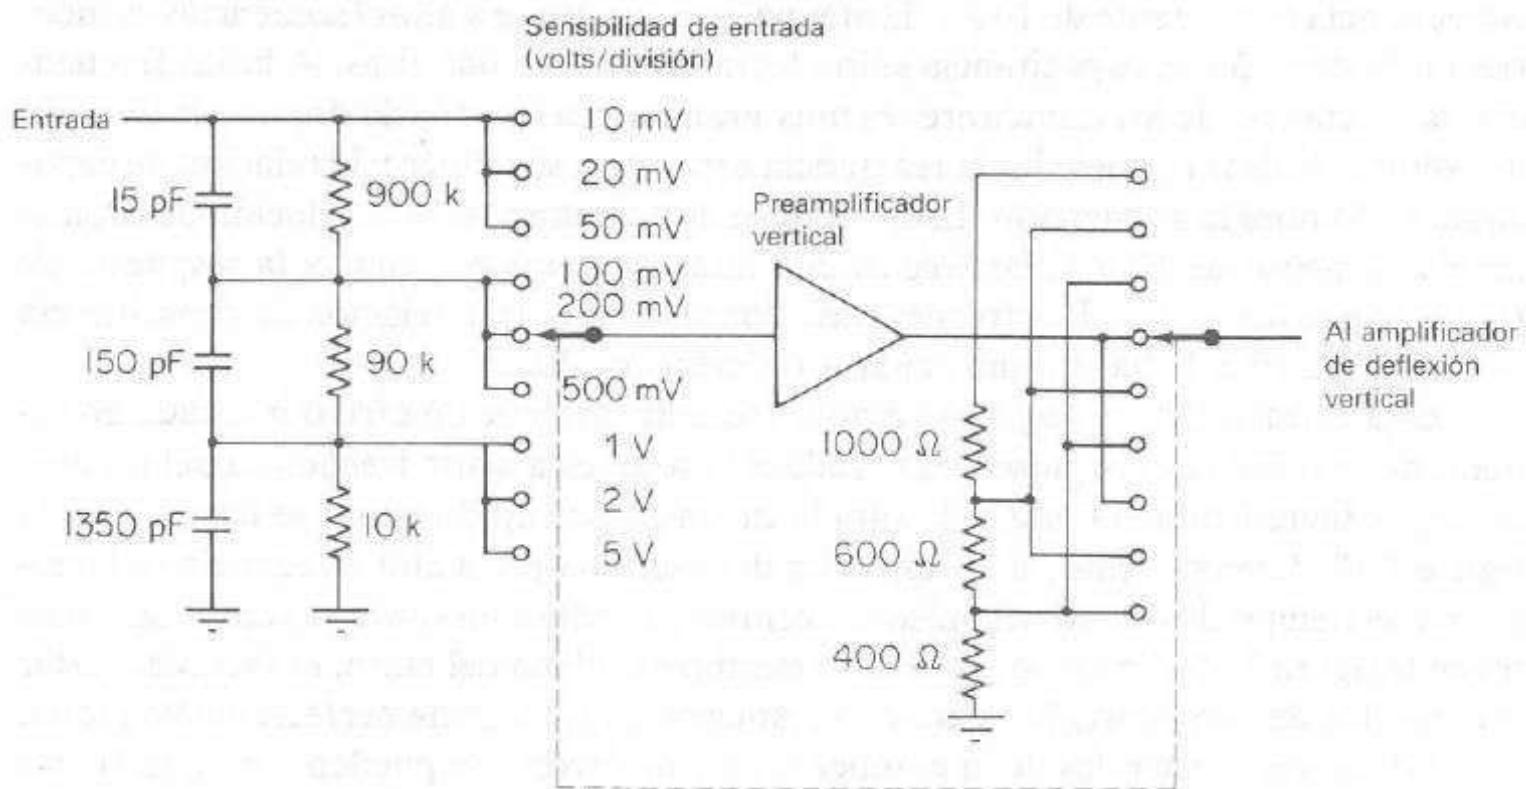 Sensibilidad de entrada
(volts/división)
Entrada
10 mV
20 mV
50 mV
100 mV
200 mV
500 mV
1 V
2 V
5 V
15 pF
900 k
150 pF
90 k
1350 pF
10 k
Preamplificador
vertical
1000 Ω
600 Ω
400 Ω
Al amplificador
de deflexión
vertical